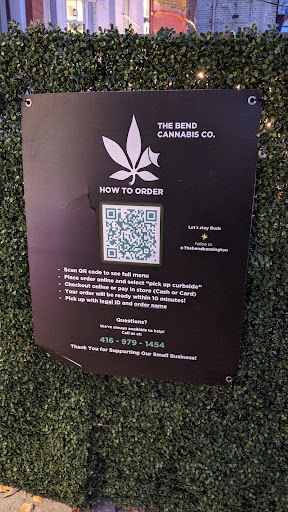 THE BEND
CANNABIS CO.
HOW TO ORDER
Let's stay Buds
Follow Us
@Thebendkensington
- Scan QR code to see full menu
- Place order online and select "pick up curbside"
- Checkout online or pay in store (Cash or Card)
- Your order will be ready within 10 minutes!
- Pick up with legal ID and order name
Questions?
We're always available to help!
Call us at:
416 - 979 - 1454
Thank You for Supporting Our Small Business!